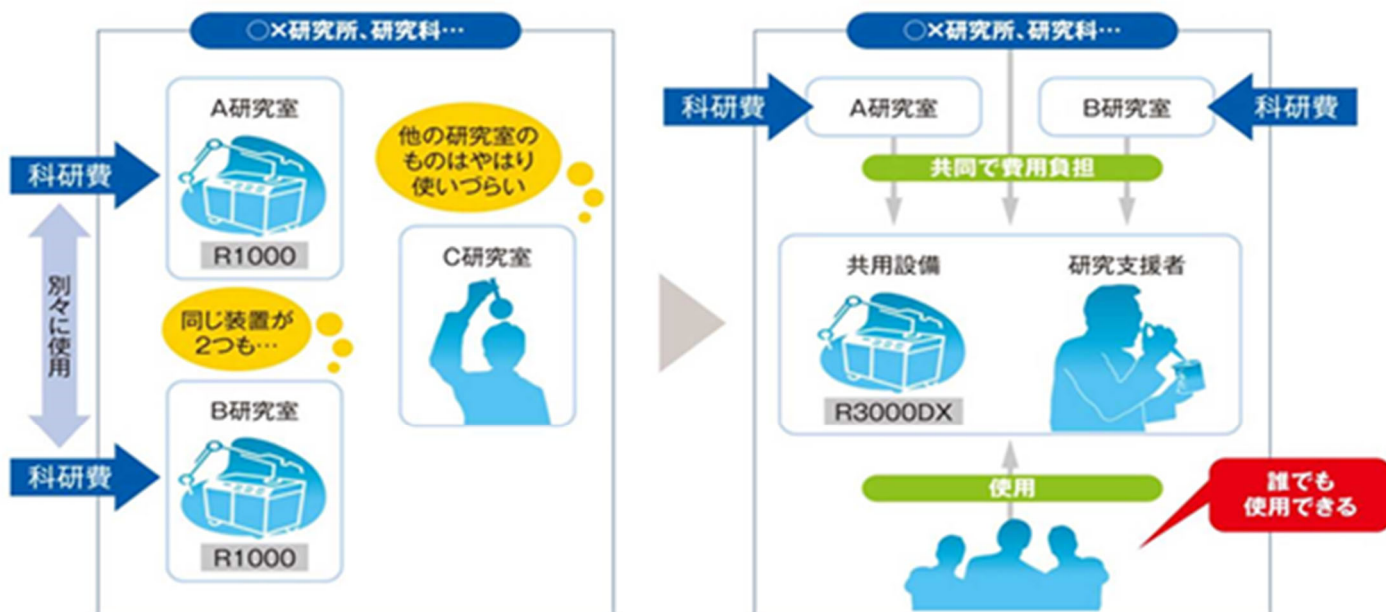 ○×研究所、研究科…
A研究室
科研費
R1000
他の研究室の
ものはやはり
使いづらい
C研究室
別々に使用
同じ装置が
2つも…
B研究室
科研費
R1000
○×研究所、研究科…
科研費
A研究室
B研究室
科研費
共同で費用負担
共用設備
研究支援者
R3000DX
使用
誰でも
使用できる